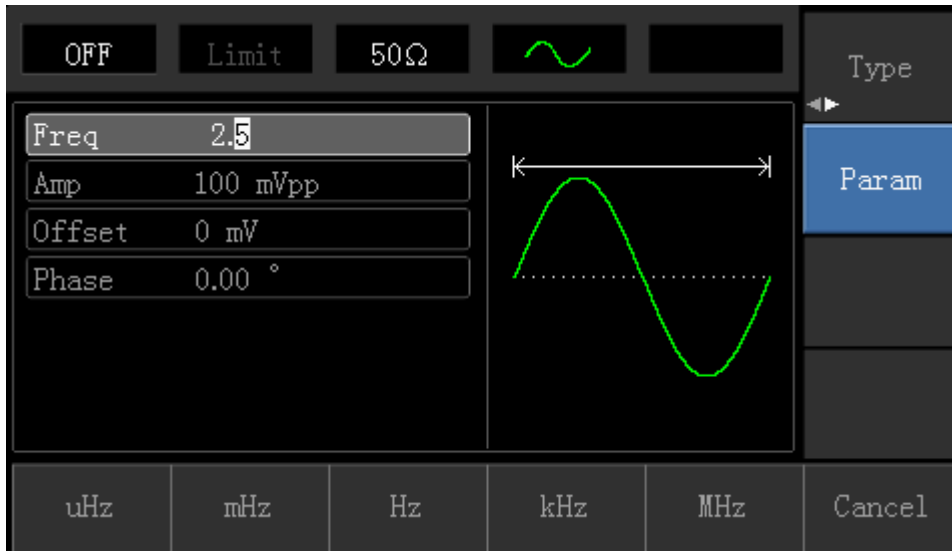 OFF Limit 50Ω
Type
Freq 2.5
Param
Amp 100 mVpp
Offset 0 mV
Phase 0.00 °
uHz mHz Hz kHz MHz Cancel